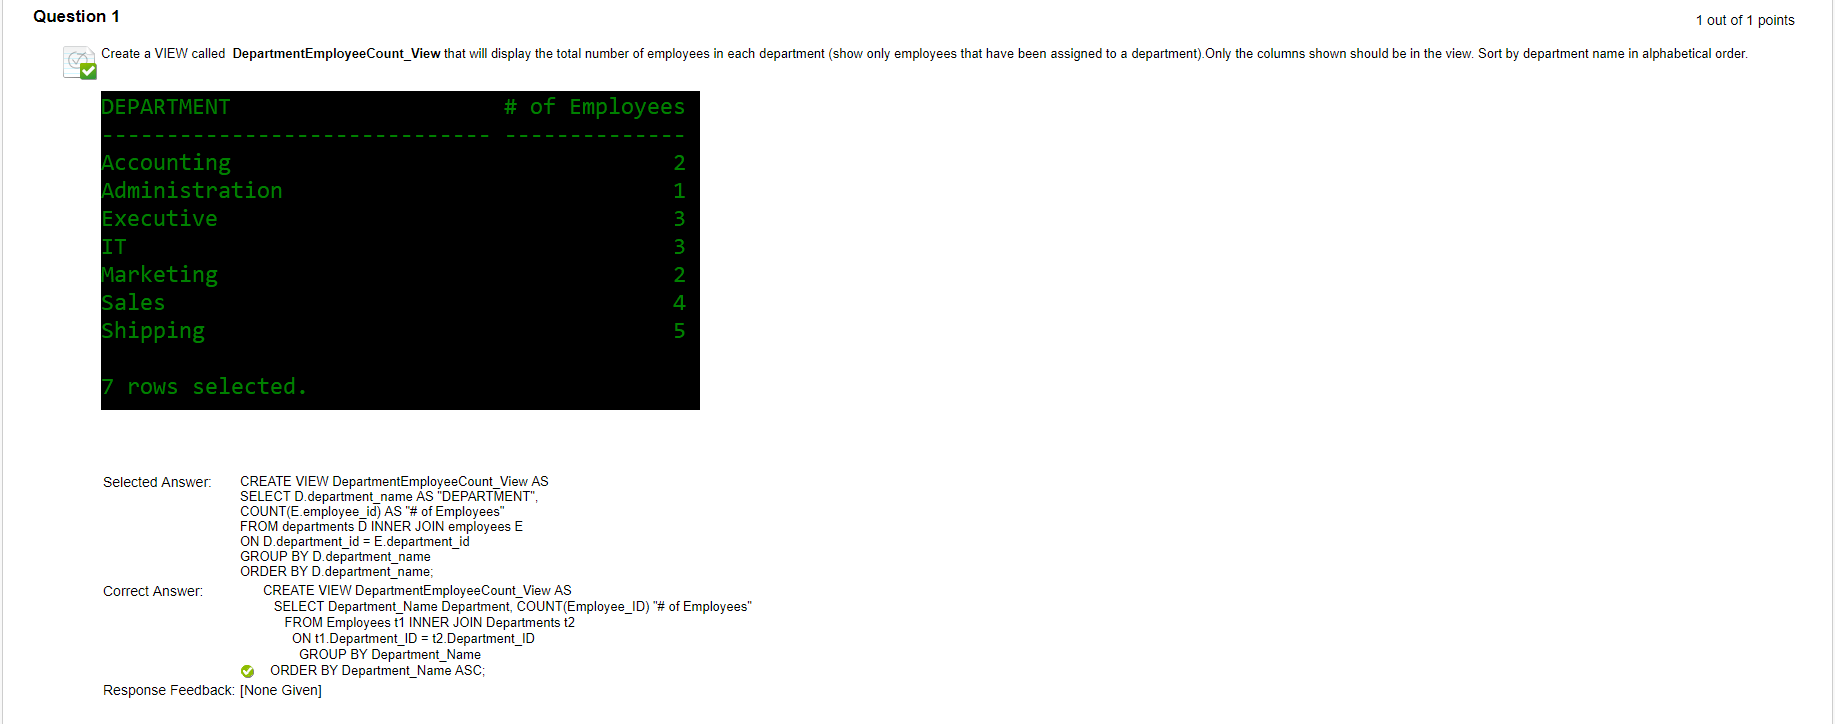 Question 1
1 out of 1 points
Create a VIEW called DepartmentEmployeeCount_View that will display the total number of employees in each department (show only employees that have been assigned to a department).Only the columns shown should be in the view. Sort by department name in alphabetical order.
DEPARTMENT # of Employees
------------------------------ --------------
Accounting 2
Administration 1
Executive 3
IT 3
Marketing 2
Sales 4
Shipping 5
7 rows selected.
Selected Answer: CREATE VIEW DepartmentEmployeeCount_View AS
SELECT D.department_name AS "DEPARTMENT",
COUNT(E.employee_id) AS "# of Employees"
FROM departments D INNER JOIN employees E
ON D.department_id = E.department_id
GROUP BY D.department_name
ORDER BY D.department_name;
Correct Answer: CREATE VIEW DepartmentEmployeeCount_View AS
SELECT Department_Name Department, COUNT(Employee_ID) "# of Employees"
FROM Employees t1 INNER JOIN Departments t2
ON t1.Department_ID = t2.Department_ID
GROUP BY Department_Name
ORDER BY Department_Name ASC;
Response Feedback: [None Given]